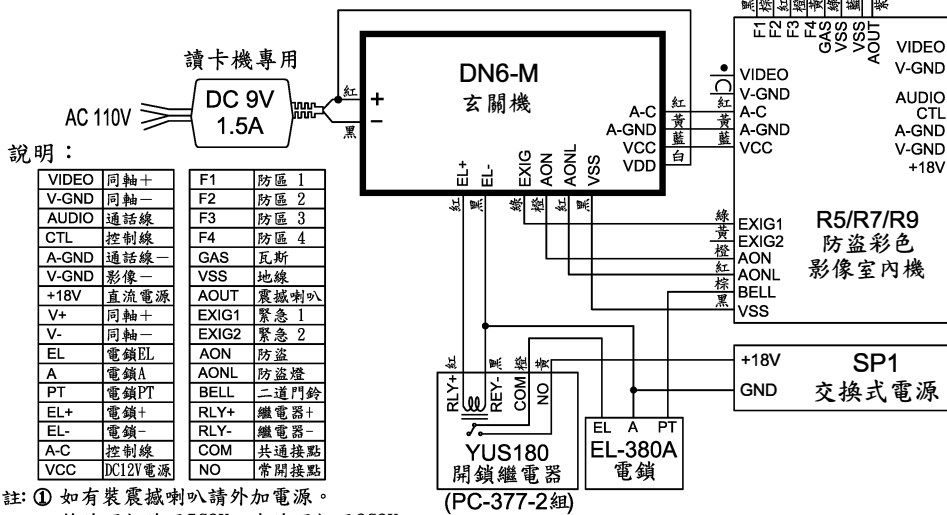 黑 棕 紅 橙 黃 綠 藍 紫
F1 F2 F3 F4 GAS VSS VSS AOUT
VIDEO
V-GND
AUDIO
CTL
A-GND
V-GND
+18V
VIDEO
V-GND
紅 A-C
黃 A-GND
藍 VCC
讀卡機專用
AC 110V
DC 9V
1.5A
紅 +
黑 −
DN6-M
玄關機
A-C 紅
A-GND 黃
VCC 藍
VDD 白
EL+ EL- EXIG AON AONL VSS
紅 黑 綠 橙 紅 黑
綠 EXIG1
黃 EXIG2
橙 AON
紅 AONL
棕 BELL
黑 VSS
R5/R7/R9
防盜彩色
影像室內機
說明：
VIDEO 同軸＋ F1 防區 1
V-GND 同軸－ F2 防區 2
AUDIO 通話線 F3 防區 3
CTL 控制線 F4 防區 4
A-GND 通話線－ GAS 瓦斯
V-GND 影像－ VSS 地線
+18V 直流電源 AOUT 震撼喇叭
V+ 同軸＋ EXIG1 緊急 1
V- 同軸－ EXIG2 緊急 2
EL 電鎖EL AON 防盜
A 電鎖A AONL 防盜燈
PT 電鎖PT BELL 二道門鈴
EL+ 電鎖+ RLY+ 繼電器+
EL- 電鎖- RLY- 繼電器-
A-C 控制線 COM 共通接點
VCC DC12V電源 NO 常開接點
紅 黑 橙 黃
RLY+ REY- COM NO
YUS180
開鎖繼電器
(PC-377-2組)
EL A PT
EL-380A
電鎖
+18V
GND
SP1
交換式電源
註: ① 如有裝震撼喇叭請外加電源。